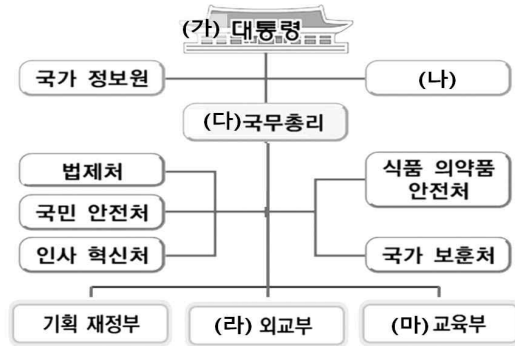 (가) 대통령
국가 정보원
(나)
(다)국무총리
법제처
식품 의약품
안전처
국민 안전처
인사 혁신처
국가 보훈처
기획 재정부
(라) 외교부
(마)교육부